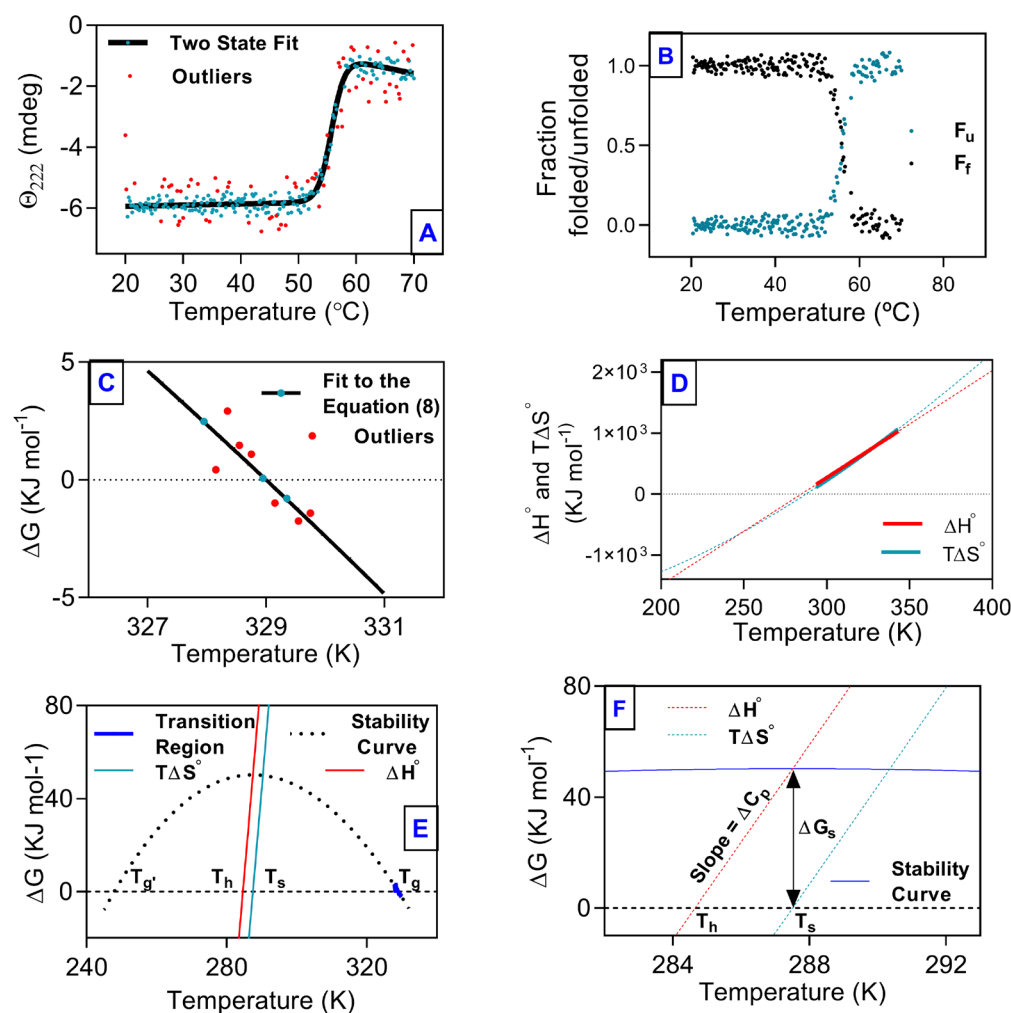 0
-2
-4
-6
Θ222 (mdeg)
Two State Fit
Outliers
A
20 30 40 50 60 70
Temperature (°C)
1.0
0.5
0.0
Fraction
folded/unfolded
B
Fu
Ff
20 40 60 80
Temperature (ºC)
5
0
-5
ΔG (KJ mol-1)
C
Fit to the
Equation (8)
Outliers
327 329 331
Temperature (K)
2×10³
1×10³
0
-1×10³
ΔH° and TΔS°
(KJ mol-1)
D
ΔH°
TΔS°
200 250 300 350 400
Temperature (K)
80
40
0
ΔG (KJ mol-1)
Transition
Region
Stability
Curve
TΔS°
ΔH°
E
Tg' Th Ts Tg
240 280 320
Temperature (K)
80
40
0
ΔG (KJ mol-1)
F
ΔH°
TΔS°
Slope = ΔCp
ΔGs
Stability
Curve
Th Ts
284 288 292
Temperature (K)